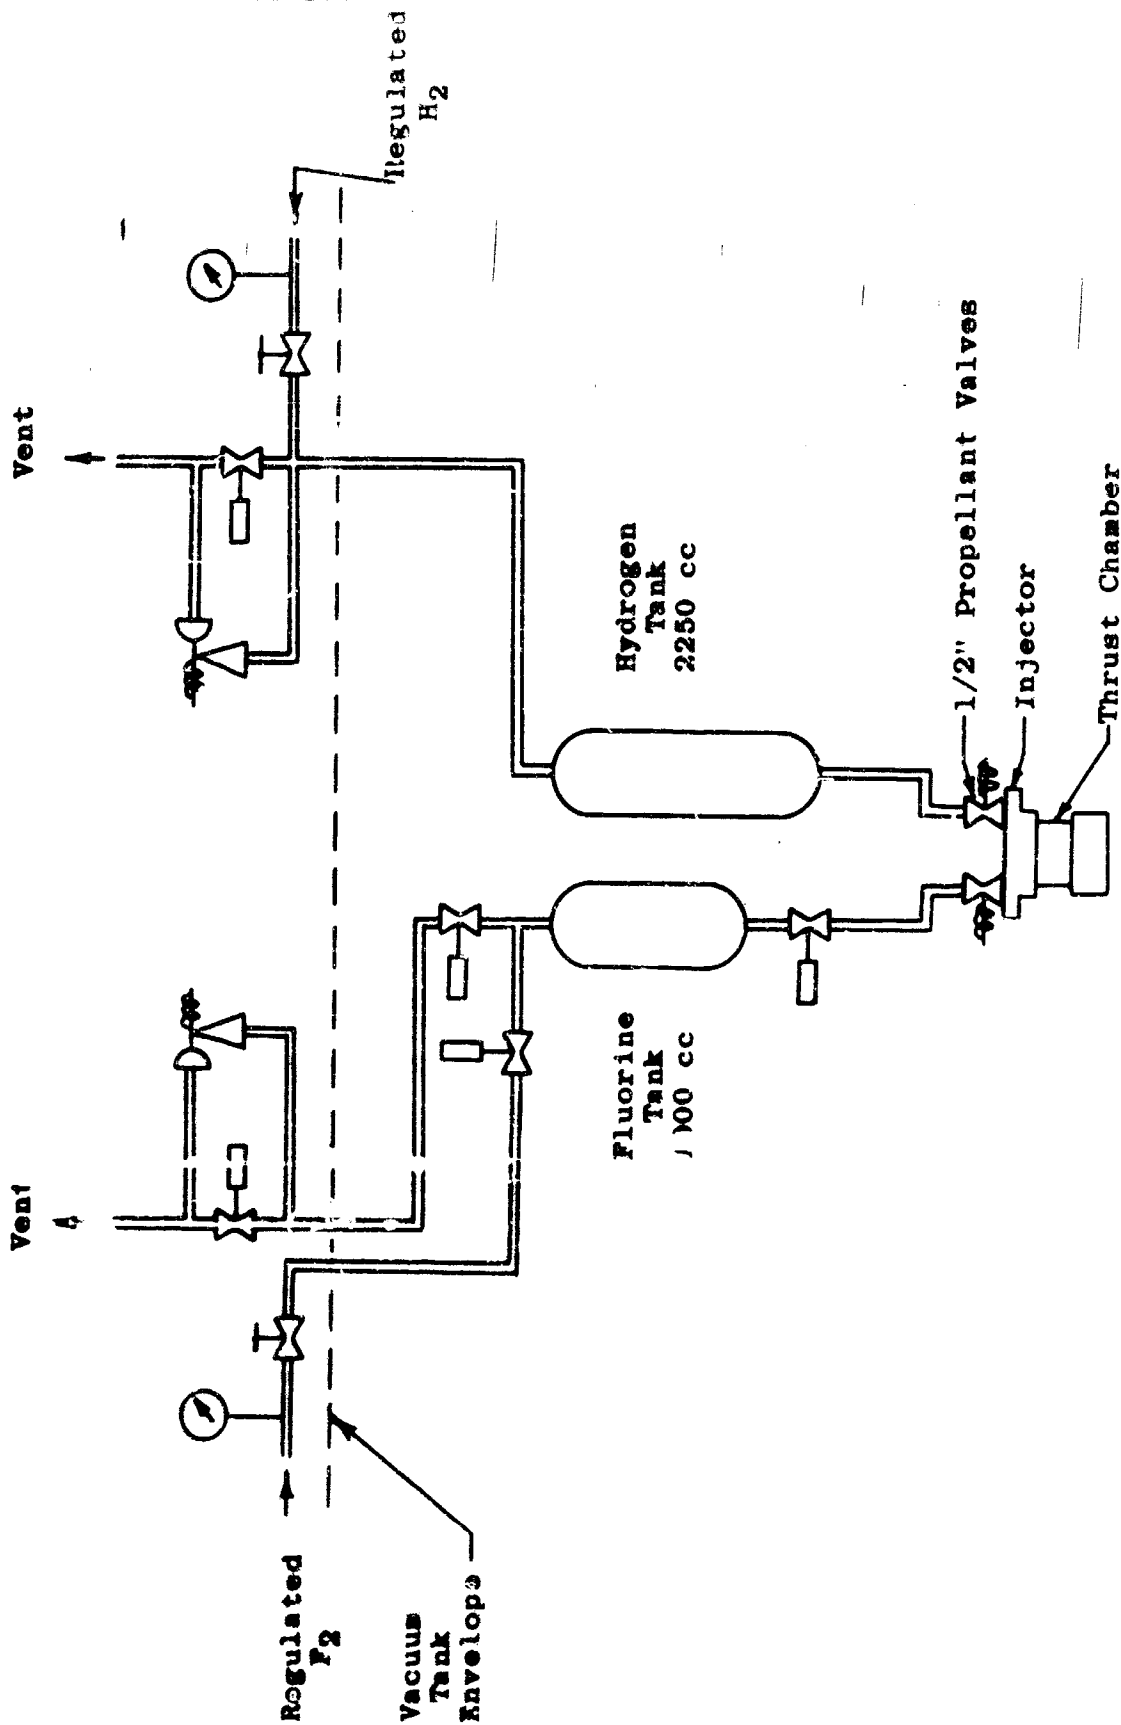 Vent
Vent
Regulated
H₂
Regulated
F₂
Vacuum
Tank
Envelope
Hydrogen
Tank
2250 cc
Fluorine
Tank
cc
1/2" Propellant Valves
Injector
Thrust Chamber